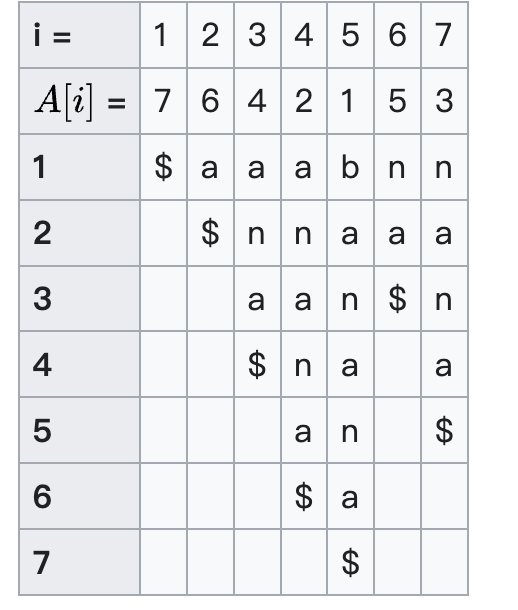 i = 1 2 3 4 5 6 7
A[i] = 7 6 4 2 1 5 3
1 $ a a a b n n
2 $ n n a a a
3 a a n $ n
4 $ n a a
5 a n $
6 $ a
7 $